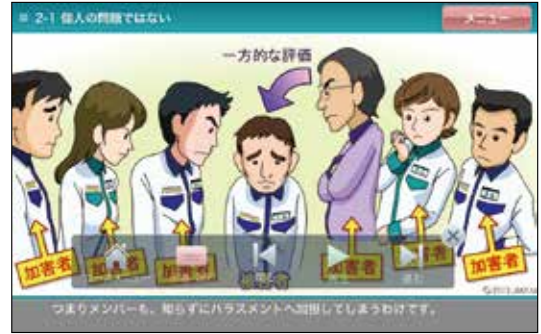 2-1 個人の問題ではない
メニュー
一方的な評価
加害者
加害者
加害者
加害者
加害者
加害者
つまりメンバーも、知らずにハラスメントへ加担してしまうわけです。